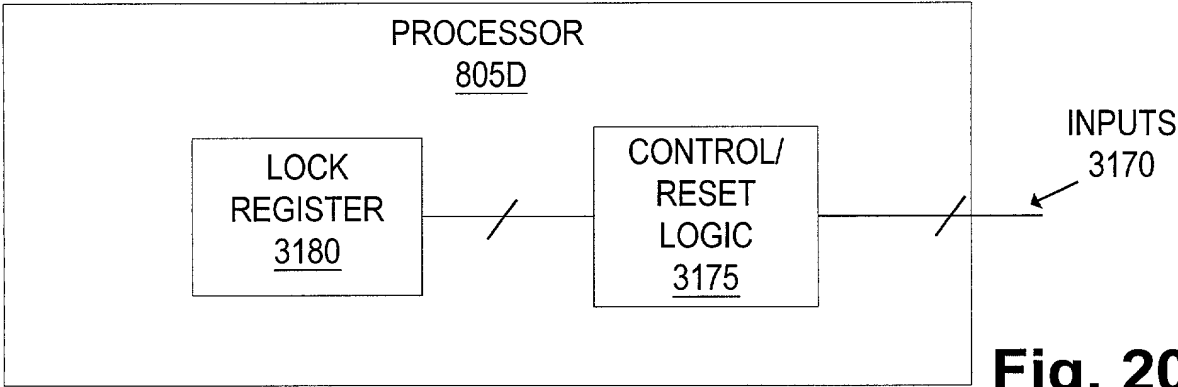 PROCESSOR
805D
LOCK
REGISTER
3180
CONTROL/
RESET
LOGIC
3175
INPUTS
3170
Fig. 20